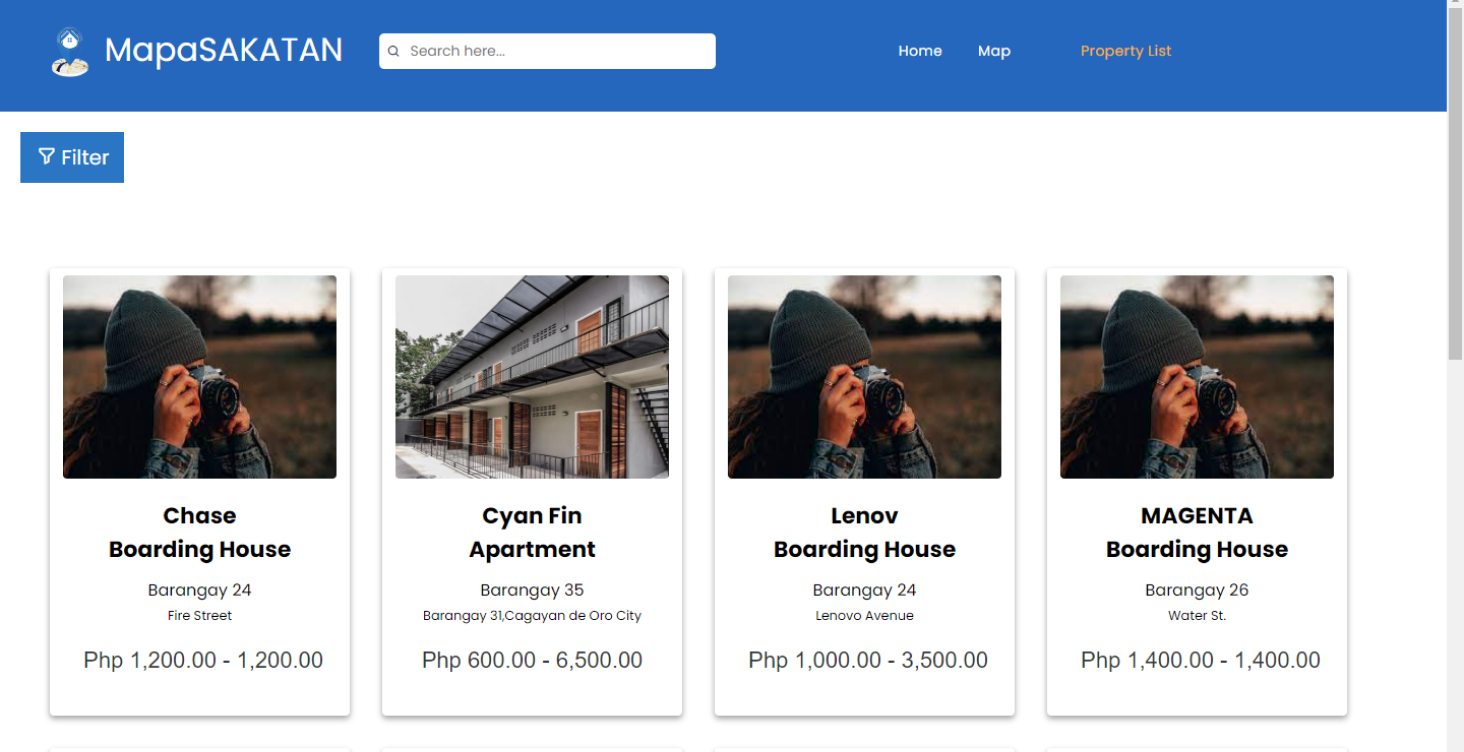 MapaSAKATAN
Search here...
Home
Map
Property List
Filter
Chase
Boarding House
Barangay 24
Fire Street
Php 1,200.00 - 1,200.00
Cyan Fin
Apartment
Barangay 35
Barangay 31,Cagayan de Oro City
Php 600.00 - 6,500.00
Lenov
Boarding House
Barangay 24
Lenovo Avenue
Php 1,000.00 - 3,500.00
MAGENTA
Boarding House
Barangay 26
Water St.
Php 1,400.00 - 1,400.00